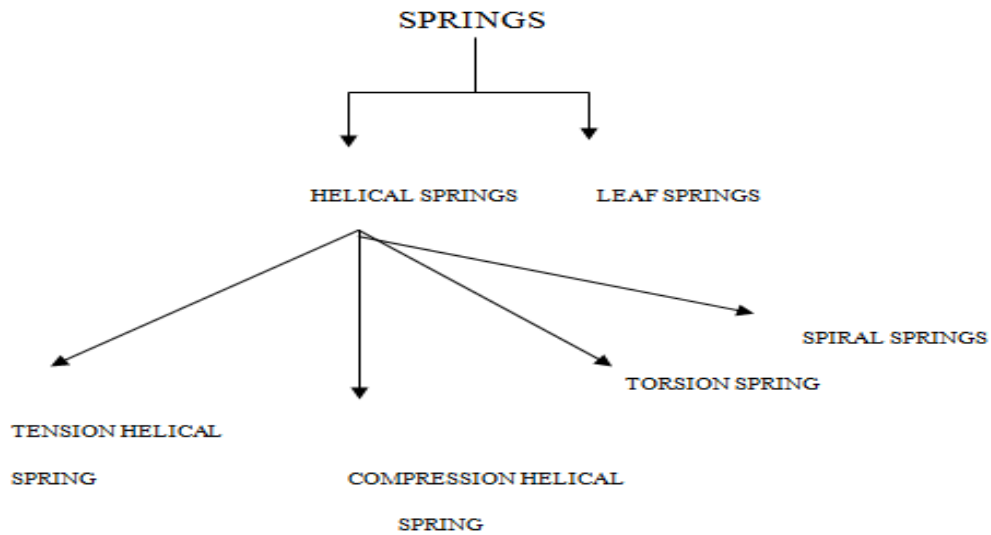 SPRINGS
HELICAL SPRINGS
LEAF SPRINGS
SPIRAL SPRINGS
TORSION SPRING
TENSION HELICAL
SPRING
COMPRESSION HELICAL
SPRING